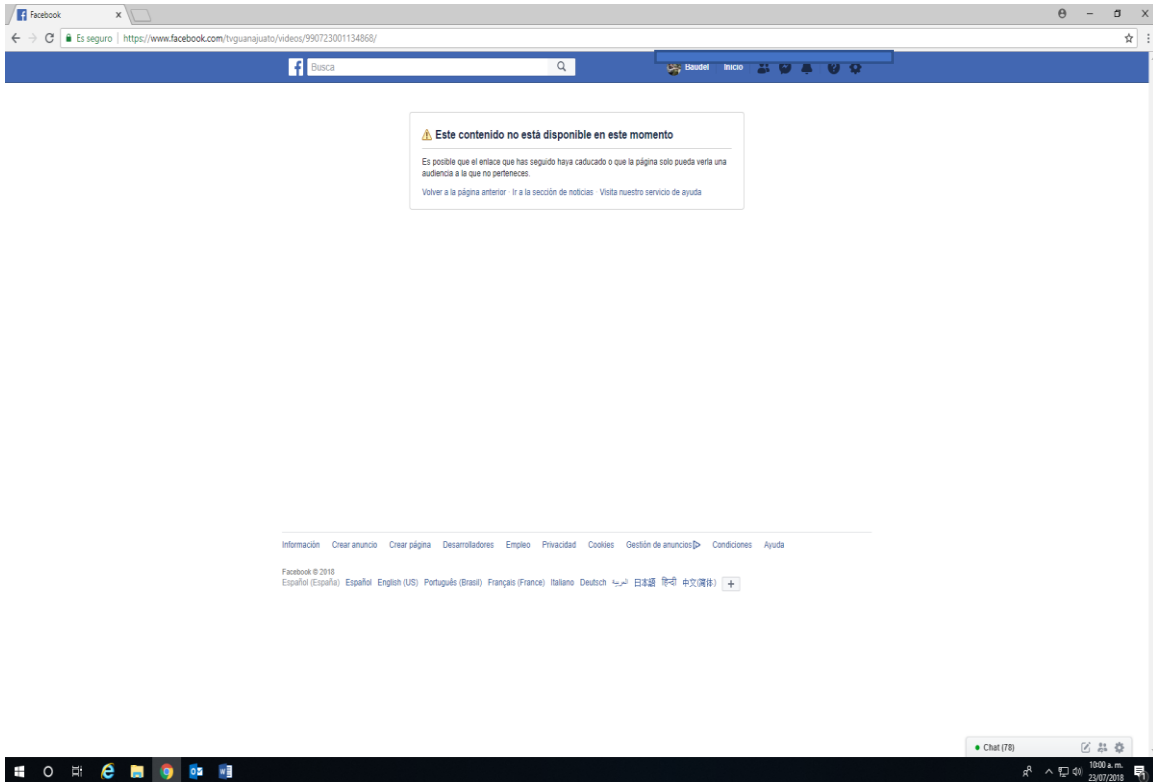 Facebook
Es seguro | https://www.facebook.com/tvguanajuato/videos/990723001134868/
Busca
Baudel Inicio
Este contenido no está disponible en este momento
Es posible que el enlace que has seguido haya caducado o que la página solo pueda verla una
audiencia a la que no perteneces.
Volver a la página anterior · Ir a la sección de noticias · Visita nuestro servicio de ayuda
Información Crear anuncio Crear página Desarrolladores Empleo Privacidad Cookies Gestión de anuncios Condiciones Ayuda
Facebook © 2018
Español (España) Español English (US) Português (Brasil) Français (France) Italiano Deutsch العربية 日本語 हिन्दी 中文(简体) +
Chat (78)
10:00 a. m.
23/07/2018